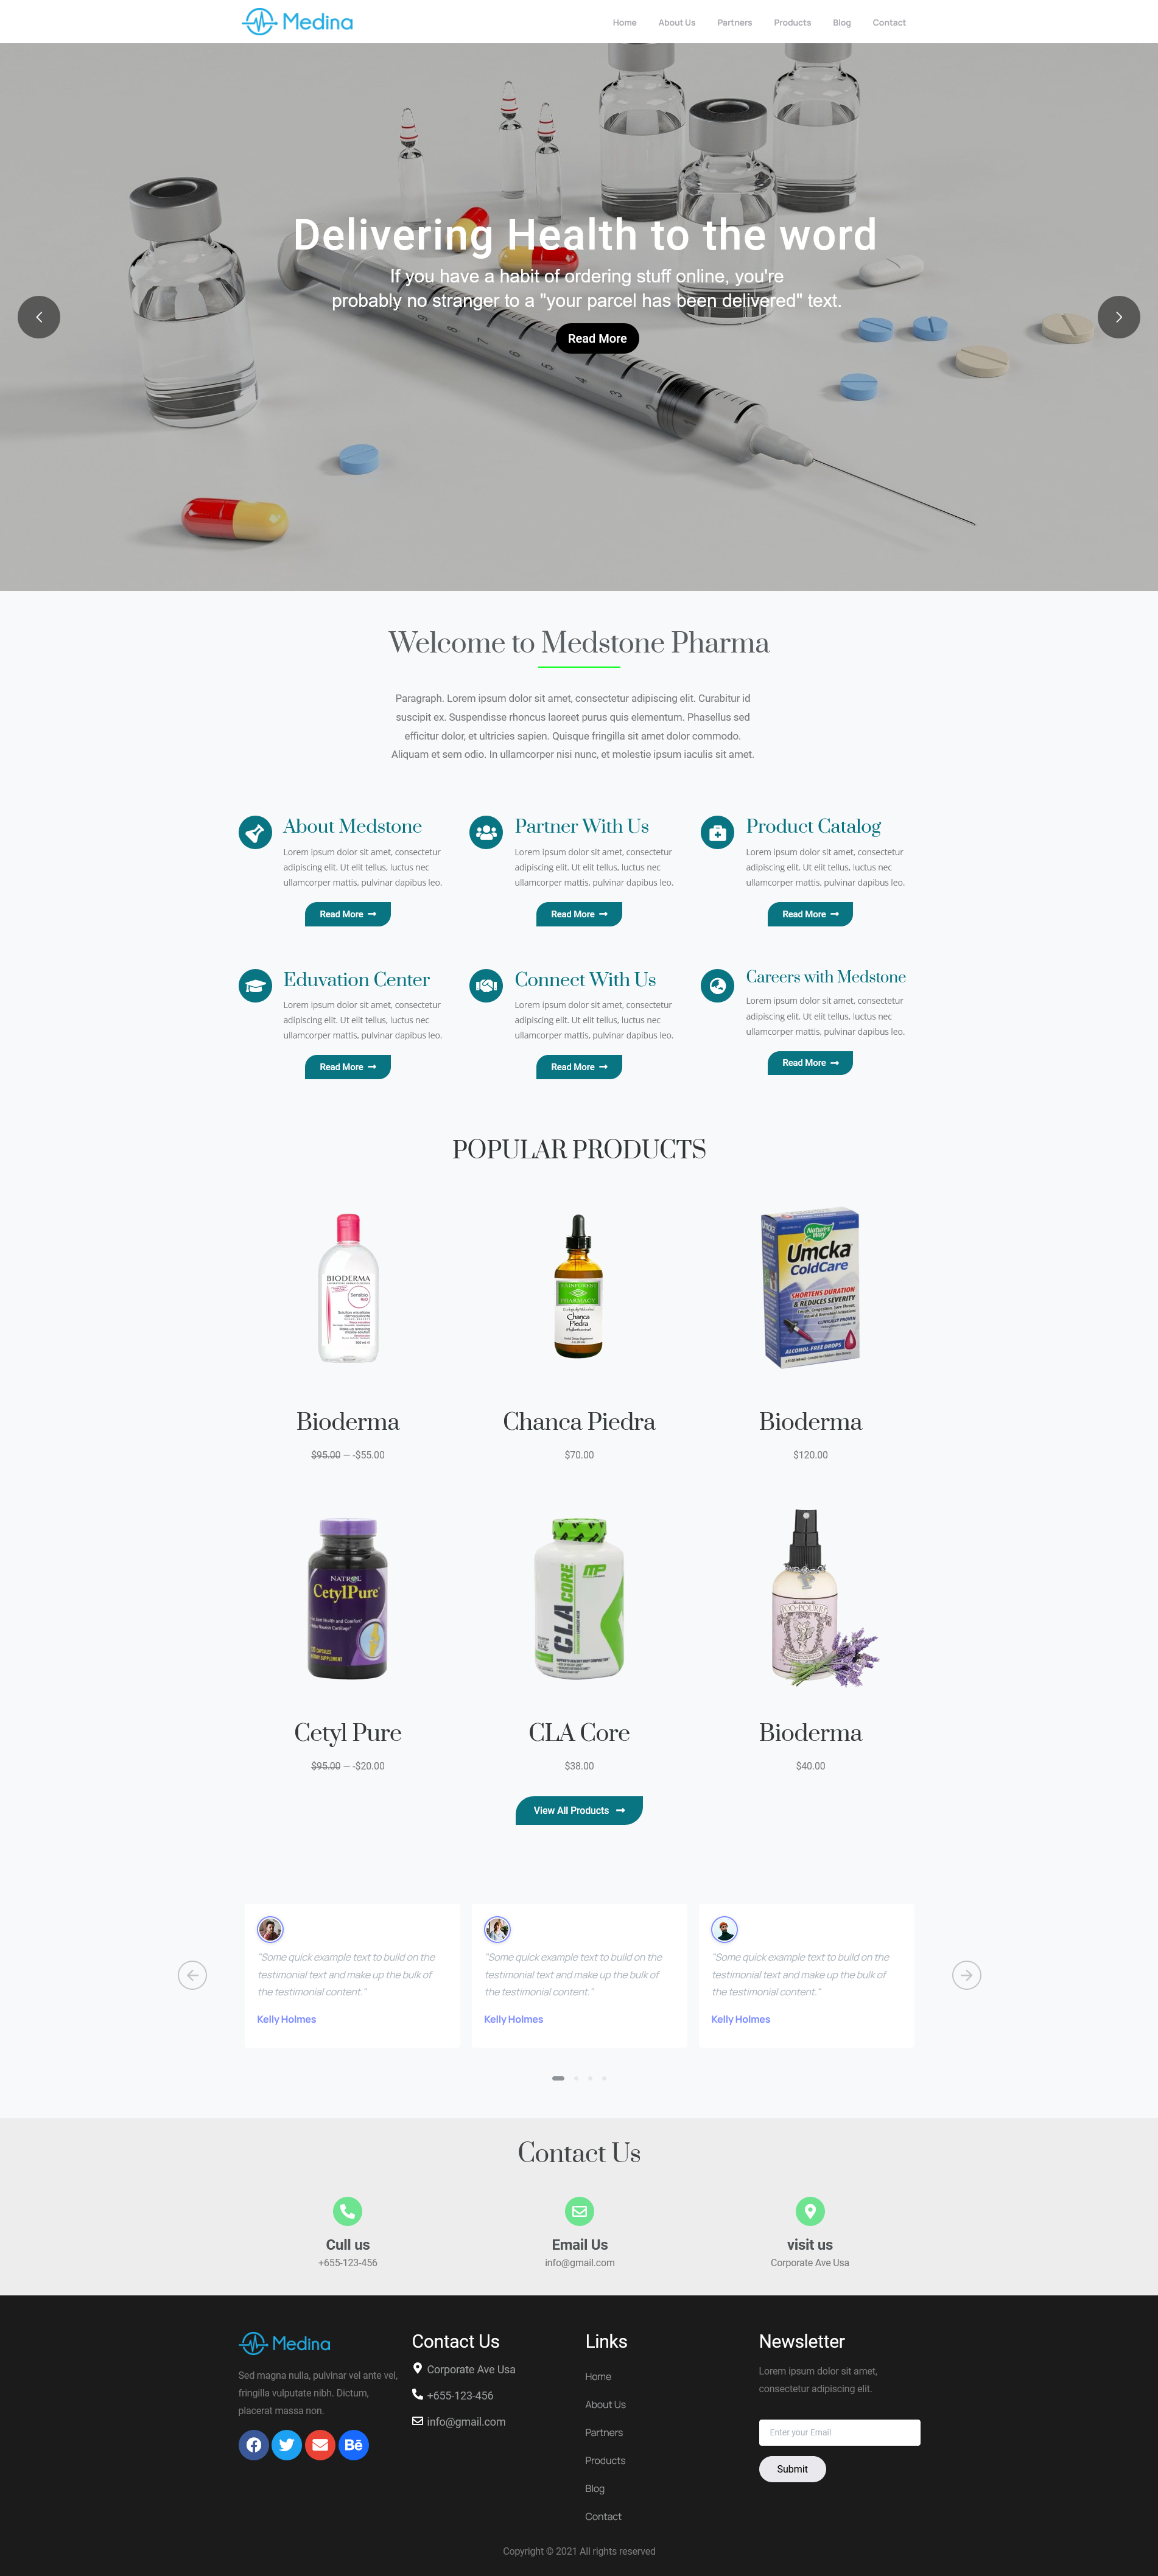 Medina
Home
About Us
Partners
Products
Blog
Contact
Delivering Health to the word
If you have a habit of ordering stuff online, you're
probably no stranger to a "your parcel has been delivered" text.
Read More
Welcome to Medstone Pharma
Paragraph. Lorem ipsum dolor sit amet, consectetur adipiscing elit. Curabitur id
suscipit ex. Suspendisse rhoncus laoreet purus quis elementum. Phasellus sed
efficitur dolor, et ultricies sapien. Quisque fringilla sit amet dolor commodo.
Aliquam et sem odio. In ullamcorper nisi nunc, et molestie ipsum iaculis sit amet.
About Medstone
Lorem ipsum dolor sit amet, consectetur
adipiscing elit. Ut elit tellus, luctus nec
ullamcorper mattis, pulvinar dapibus leo.
Read More
Partner With Us
Lorem ipsum dolor sit amet, consectetur
adipiscing elit. Ut elit tellus, luctus nec
ullamcorper mattis, pulvinar dapibus leo.
Read More
Product Catalog
Lorem ipsum dolor sit amet, consectetur
adipiscing elit. Ut elit tellus, luctus nec
ullamcorper mattis, pulvinar dapibus leo.
Read More
Eduvation Center
Lorem ipsum dolor sit amet, consectetur
adipiscing elit. Ut elit tellus, luctus nec
ullamcorper mattis, pulvinar dapibus leo.
Read More
Connect With Us
Lorem ipsum dolor sit amet, consectetur
adipiscing elit. Ut elit tellus, luctus nec
ullamcorper mattis, pulvinar dapibus leo.
Read More
Careers with Medstone
Lorem ipsum dolor sit amet, consectetur
adipiscing elit. Ut elit tellus, luctus nec
ullamcorper mattis, pulvinar dapibus leo.
Read More
POPULAR PRODUCTS
BIODERMA
Sensibio
H2O
RAINFOREST
PHARMACY
Chanca
Piedra
Nature's
Way
Umcka
ColdCare
SHORTENS DURATION
& REDUCES SEVERITY
CLINICALLY PROVEN
ALCOHOL-FREE DROPS
Bioderma
$95.00 – -$55.00
Chanca Piedra
$70.00
Bioderma
$120.00
NATROL
CetylPure
MP
CLA CORE
POO-POURRI
Cetyl Pure
$95.00 – -$20.00
CLA Core
$38.00
Bioderma
$40.00
View All Products
"Some quick example text to build on the
testimonial text and make up the bulk of
the testimonial content."
Kelly Holmes
"Some quick example text to build on the
testimonial text and make up the bulk of
the testimonial content."
Kelly Holmes
"Some quick example text to build on the
testimonial text and make up the bulk of
the testimonial content."
Kelly Holmes
Contact Us
Cull us
+655-123-456
Email Us
info@gmail.com
visit us
Corporate Ave Usa
Medina
Sed magna nulla, pulvinar vel ante vel,
fringilla vulputate nibh. Dictum,
placerat massa non.
Bē
Contact Us
Corporate Ave Usa
+655-123-456
info@gmail.com
Links
Home
About Us
Partners
Products
Blog
Contact
Newsletter
Lorem ipsum dolor sit amet,
consectetur adipiscing elit.
Enter your Email
Submit
Copyright © 2021 All rights reserved